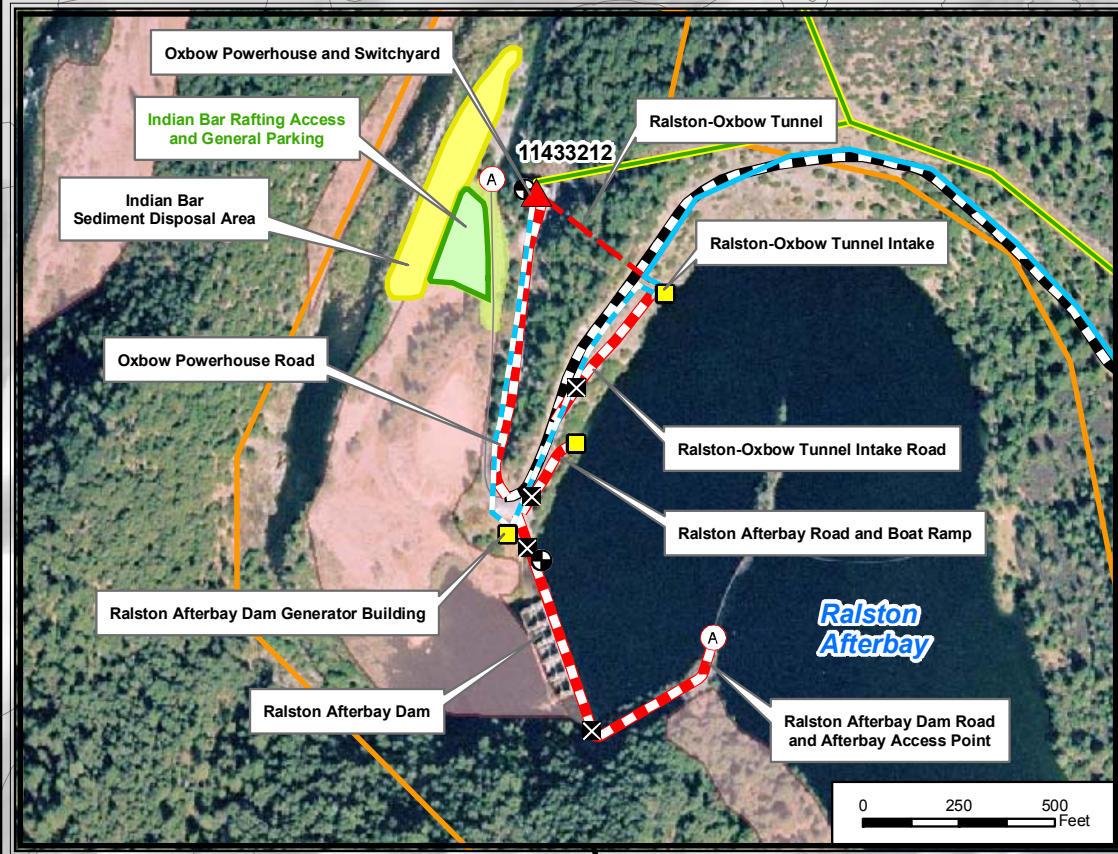 Oxbow Powerhouse and Switchyard
Indian Bar Rafting Access
and General Parking
11433212
Ralston-Oxbow Tunnel
A
Indian Bar
Sediment Disposal Area
Ralston-Oxbow Tunnel Intake
Oxbow Powerhouse Road
Ralston-Oxbow Tunnel Intake Road
Ralston Afterbay Road and Boat Ramp
Ralston Afterbay Dam Generator Building
Ralston
Afterbay
A
Ralston Afterbay Dam
Ralston Afterbay Dam Road
and Afterbay Access Point
0 250 500
Feet